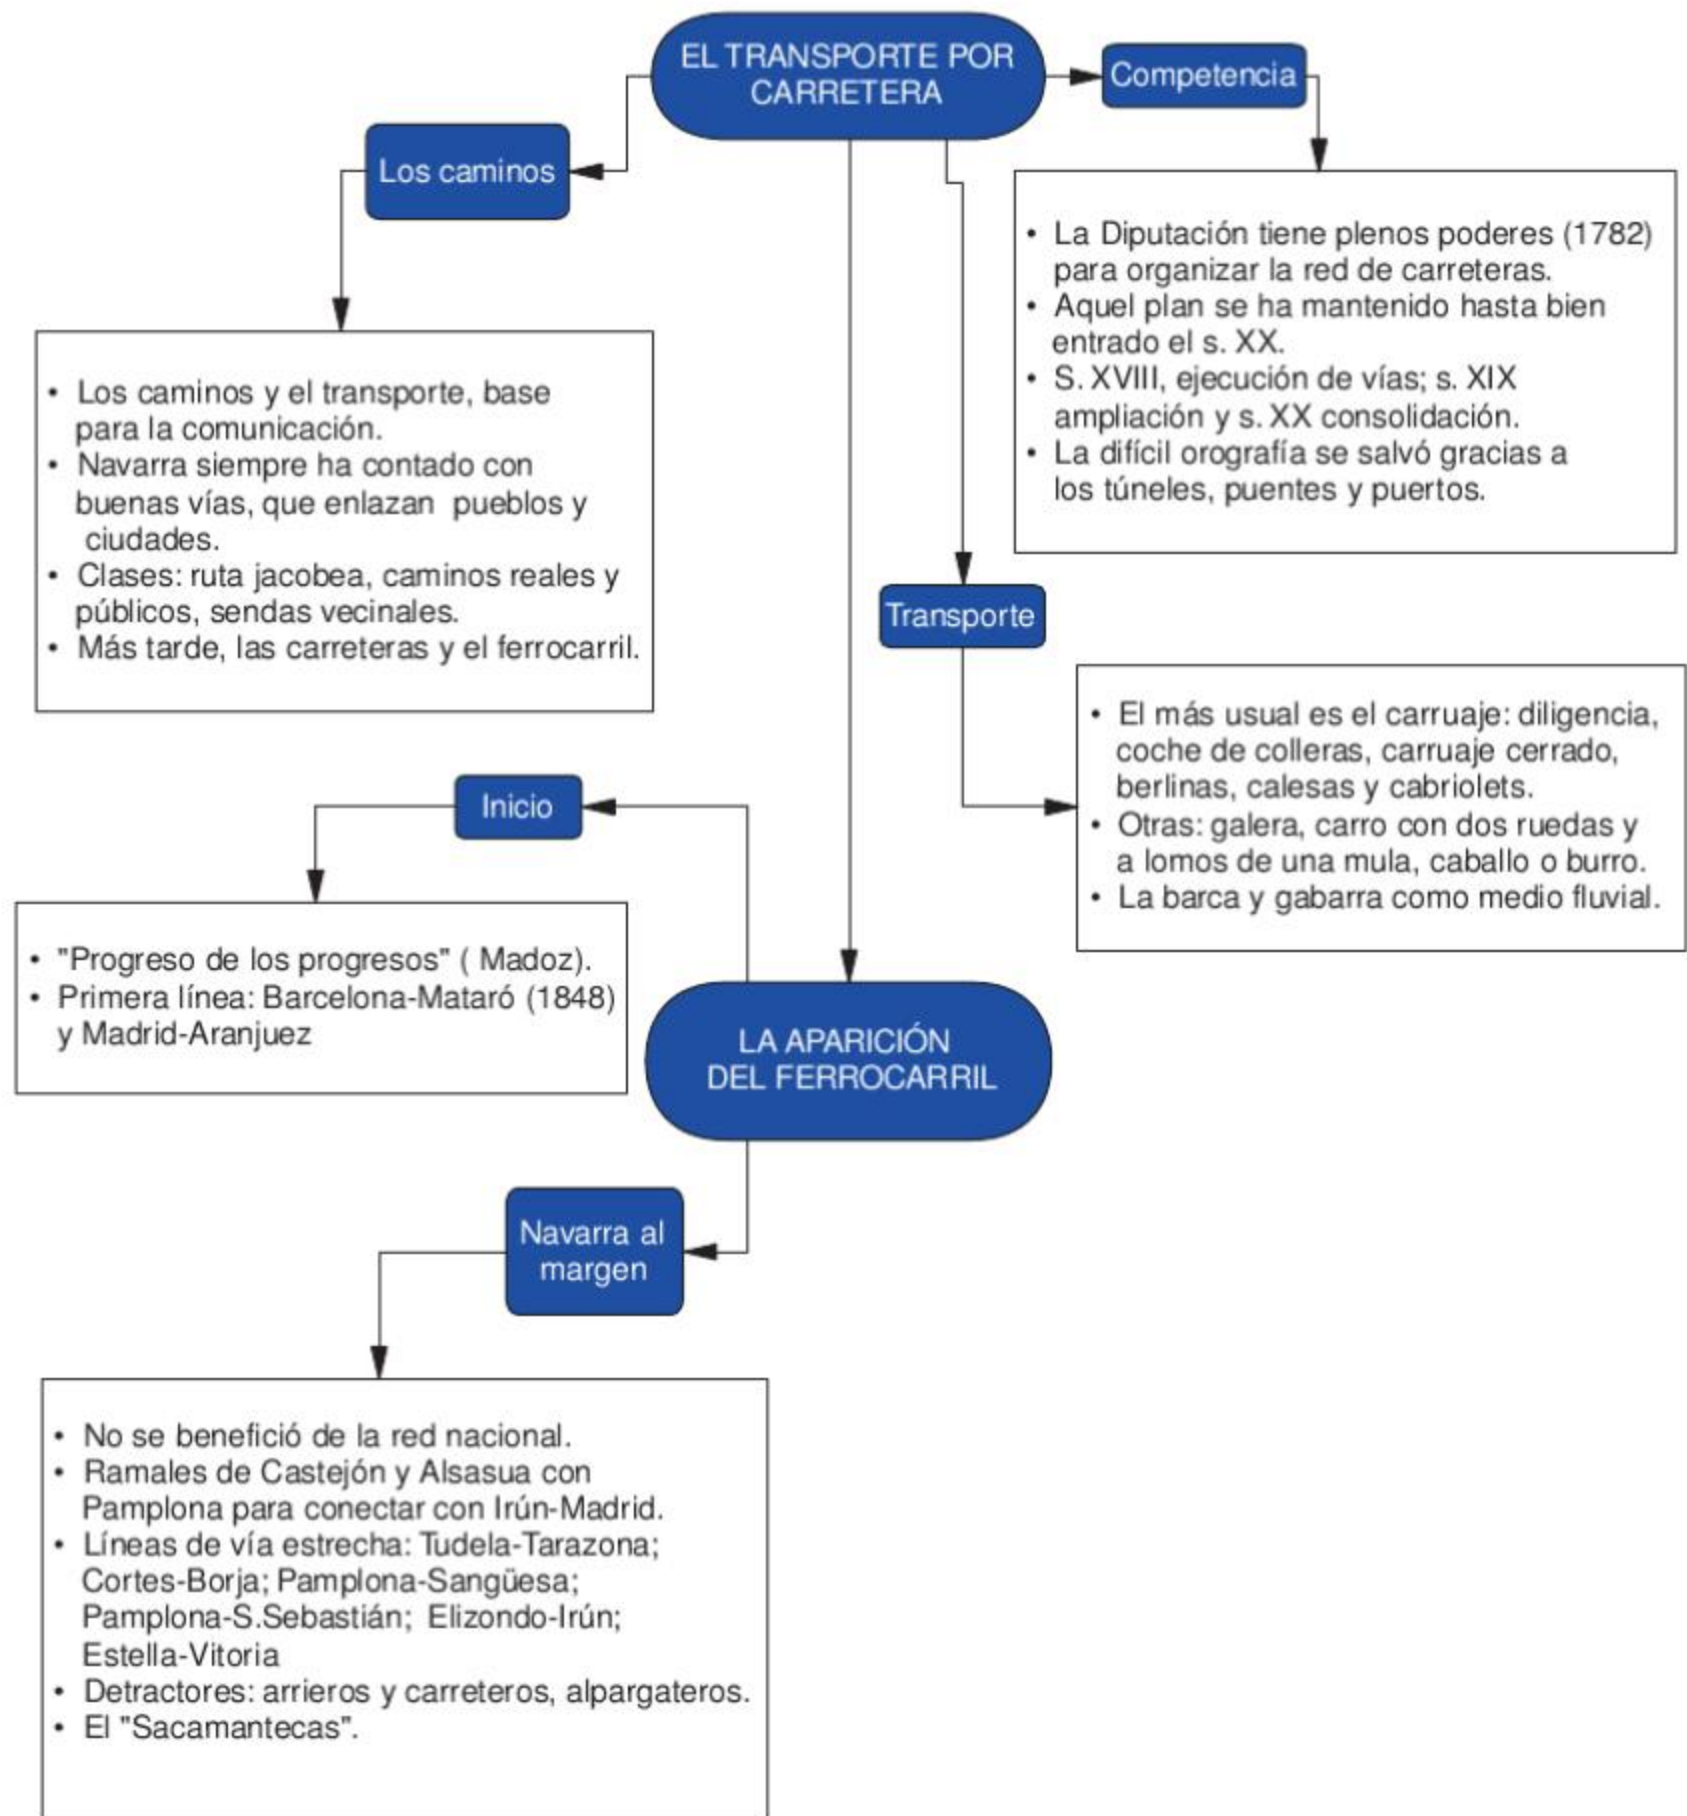 EL TRANSPORTE POR
CARRETERA
Competencia
Los caminos
• La Diputación tiene plenos poderes (1782)
para organizar la red de carreteras.
• Aquel plan se ha mantenido hasta bien
entrado el s. XX.
• S. XVIII, ejecución de vías; s. XIX
ampliación y s. XX consolidación.
• La difícil orografía se salvó gracias a
los túneles, puentes y puertos.
• Los caminos y el transporte, base
para la comunicación.
• Navarra siempre ha contado con
buenas vías, que enlazan pueblos y
ciudades.
• Clases: ruta jacobea, caminos reales y
públicos, sendas vecinales.
• Más tarde, las carreteras y el ferrocarril.
Transporte
• El más usual es el carruaje: diligencia,
coche de colleras, carruaje cerrado,
berlinas, calesas y cabriolets.
• Otras: galera, carro con dos ruedas y
a lomos de una mula, caballo o burro.
• La barca y gabarra como medio fluvial.
Inicio
• "Progreso de los progresos" ( Madoz).
• Primera línea: Barcelona-Mataró (1848)
y Madrid-Aranjuez
LA APARICIÓN
DEL FERROCARRIL
Navarra al
margen
• No se benefició de la red nacional.
• Ramales de Castejón y Alsasua con
Pamplona para conectar con Irún-Madrid.
• Líneas de vía estrecha: Tudela-Tarazona;
Cortes-Borja; Pamplona-Sangüesa;
Pamplona-S.Sebastián; Elizondo-Irún;
Estella-Vitoria
• Detractores: arrieros y carreteros, alpargateros.
• El "Sacamantecas".